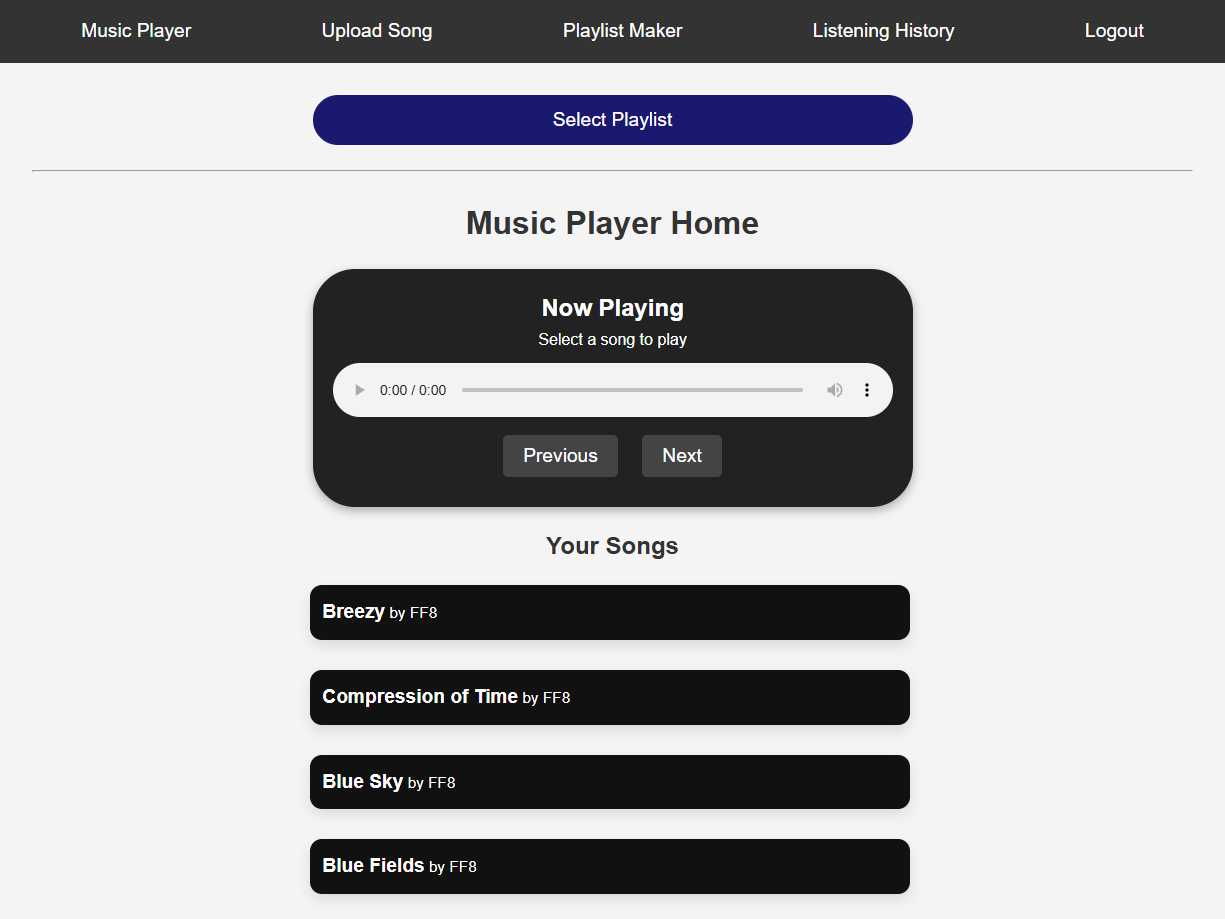 Music Player Upload Song Playlist Maker Listening History Logout
Select Playlist
Music Player Home
Now Playing
Select a song to play
0:00 / 0:00
Previous Next
Your Songs
Breezy by FF8
Compression of Time by FF8
Blue Sky by FF8
Blue Fields by FF8